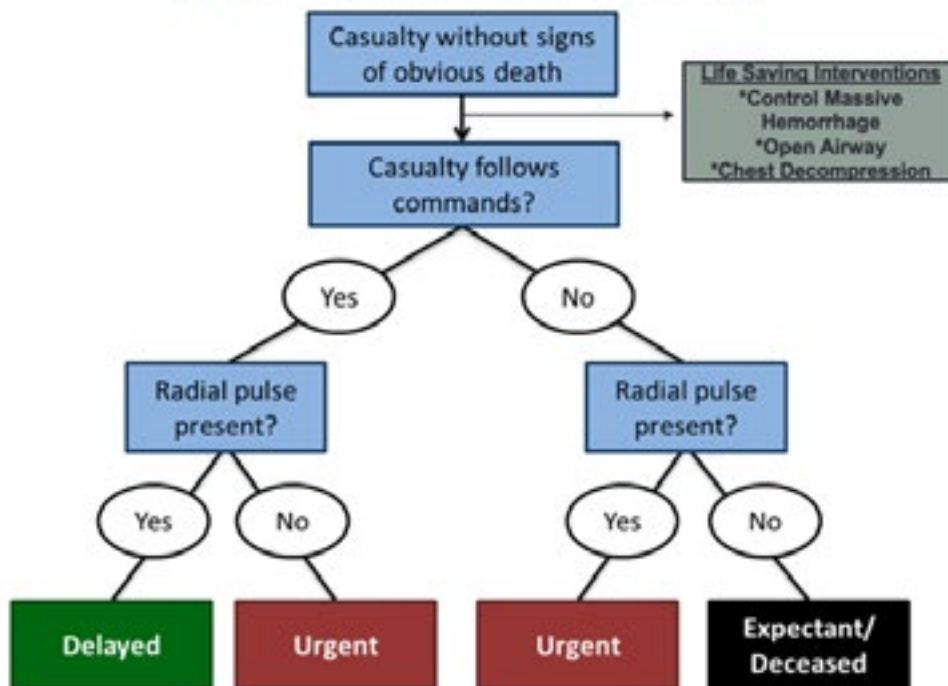 Casualty without signs
of obvious death
Life Saving Interventions
*Control Massive
Hemorrhage
*Open Airway
*Chest Decompression
Casualty follows
commands?
Yes
No
Radial pulse
present?
Radial pulse
present?
Yes
No
Yes
No
Delayed
Urgent
Urgent
Expectant/
Deceased